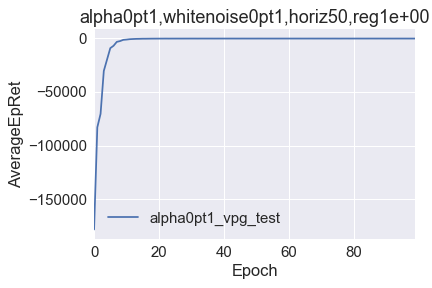 alpha0pt1,whitenoise0pt1,horiz50,reg1e+00
0
−50000
−100000
−150000
AverageEpRet
alpha0pt1_vpg_test
0 20 40 60 80
Epoch